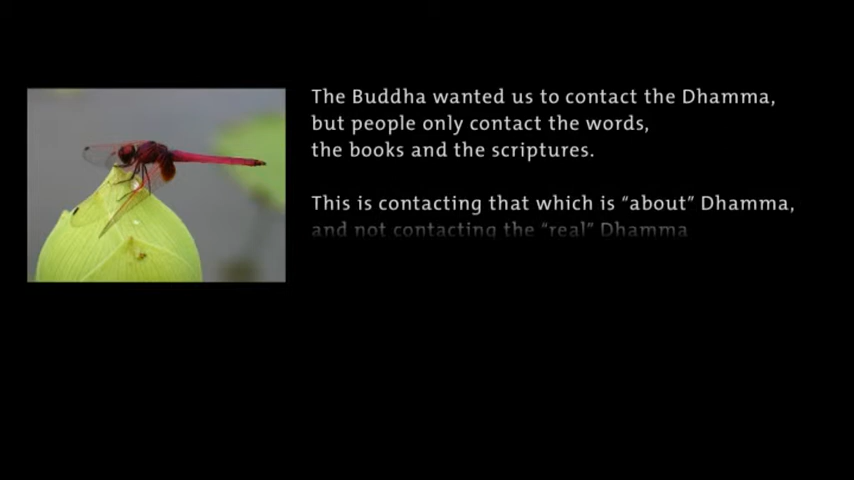 The Buddha wanted us to contact the Dhamma,
but people only contact the words,
the books and the scriptures.
This is contacting that which is “about” Dhamma,
and not contacting the “real” Dhamma